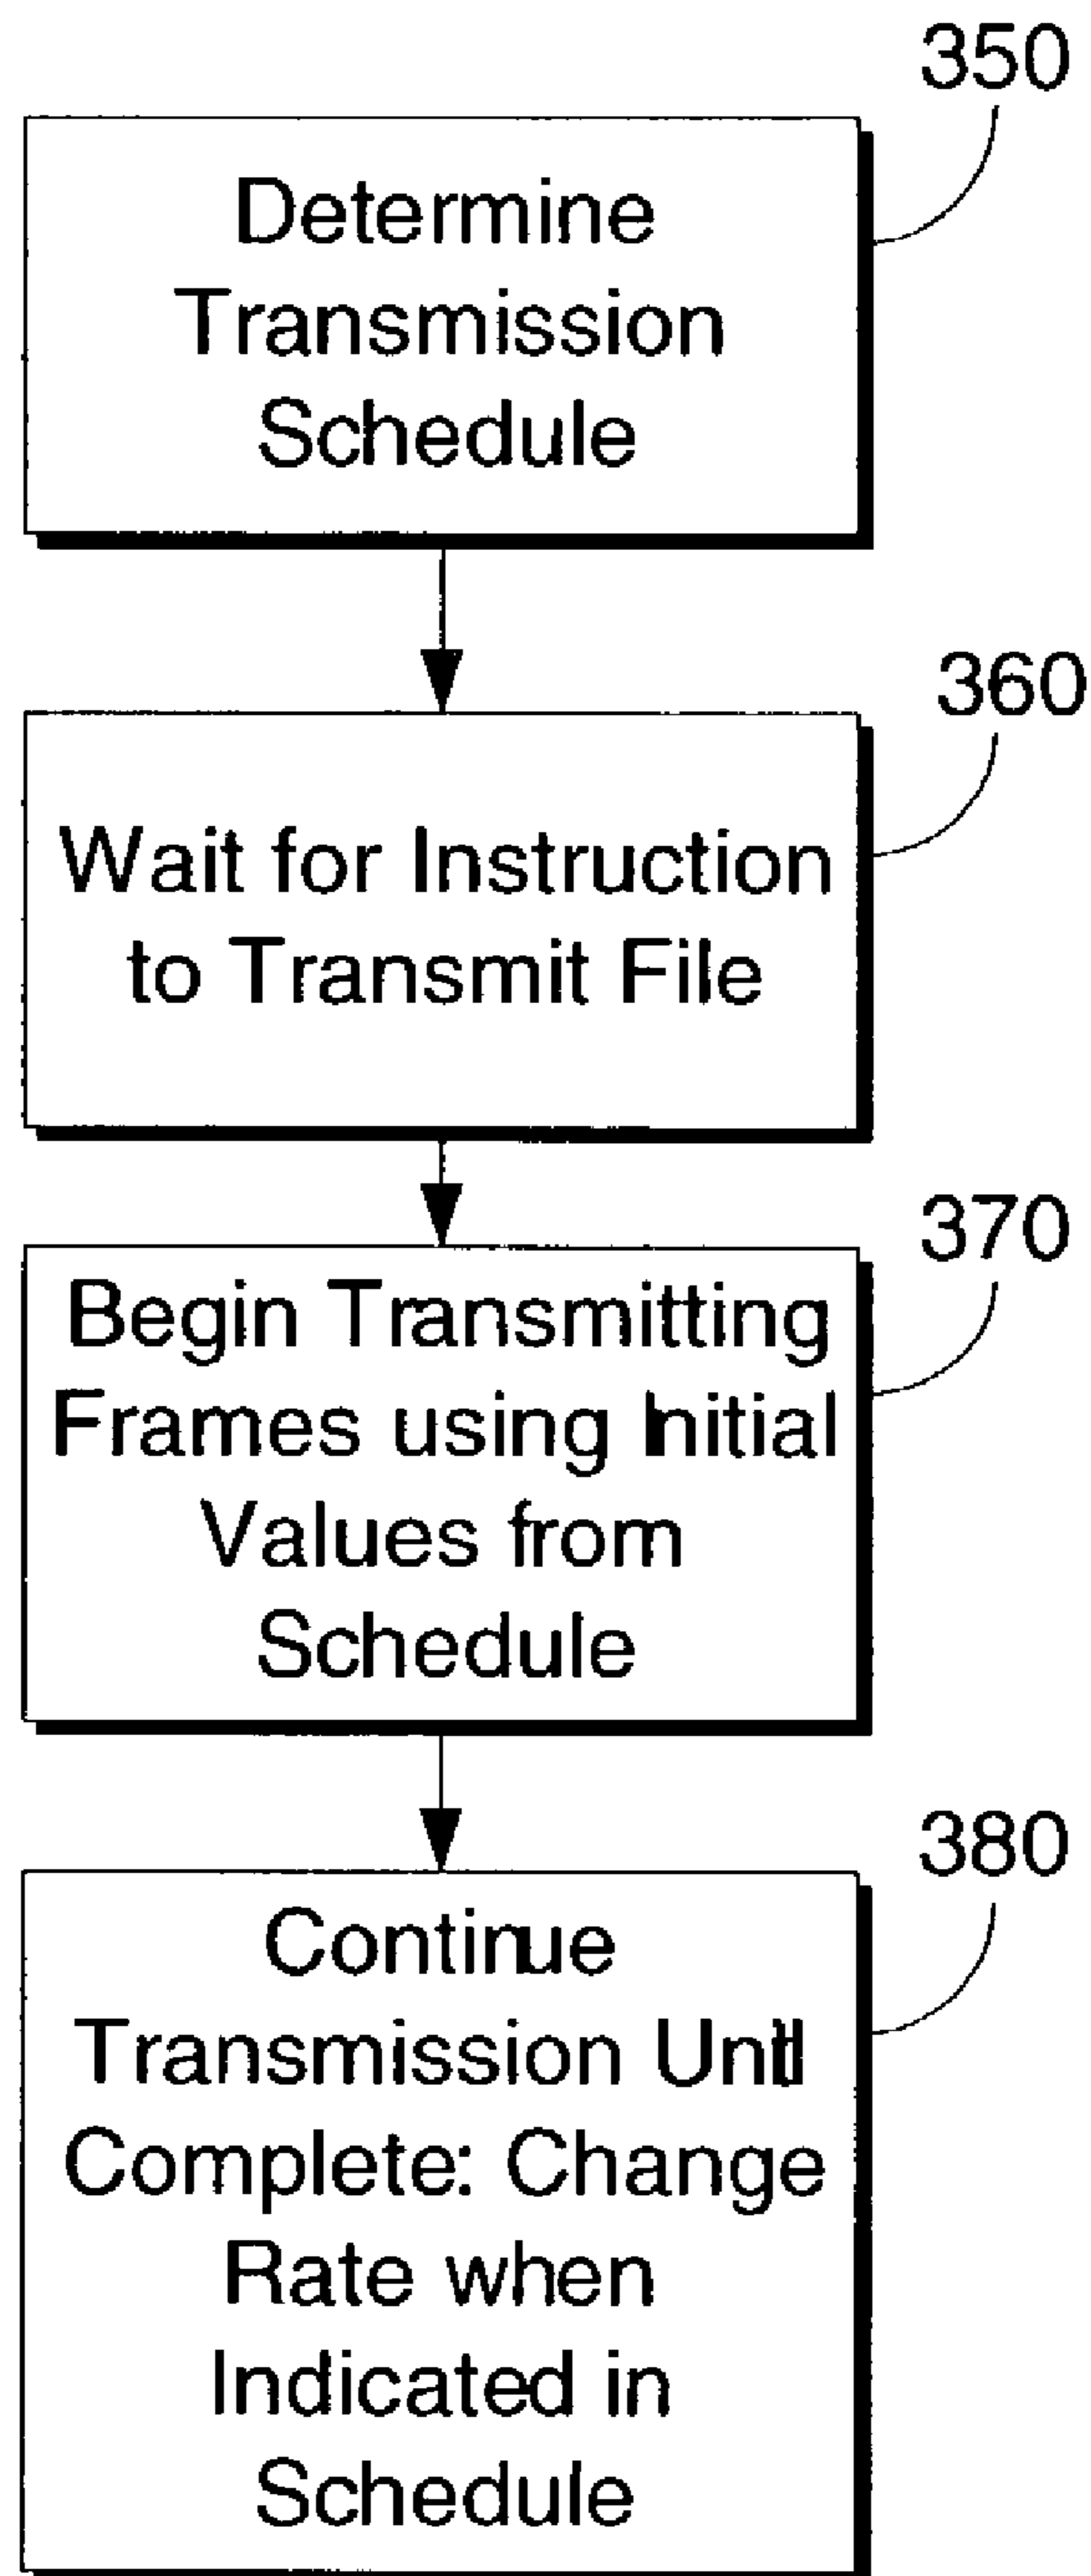 350
Determine
Transmission
Schedule
360
Wait for Instruction
to Transmit File
370
Begin Transmitting
Frames using Initial
Values from
Schedule
380
Continue
Transmission Until
Complete: Change
Rate when
Indicated in
Schedule